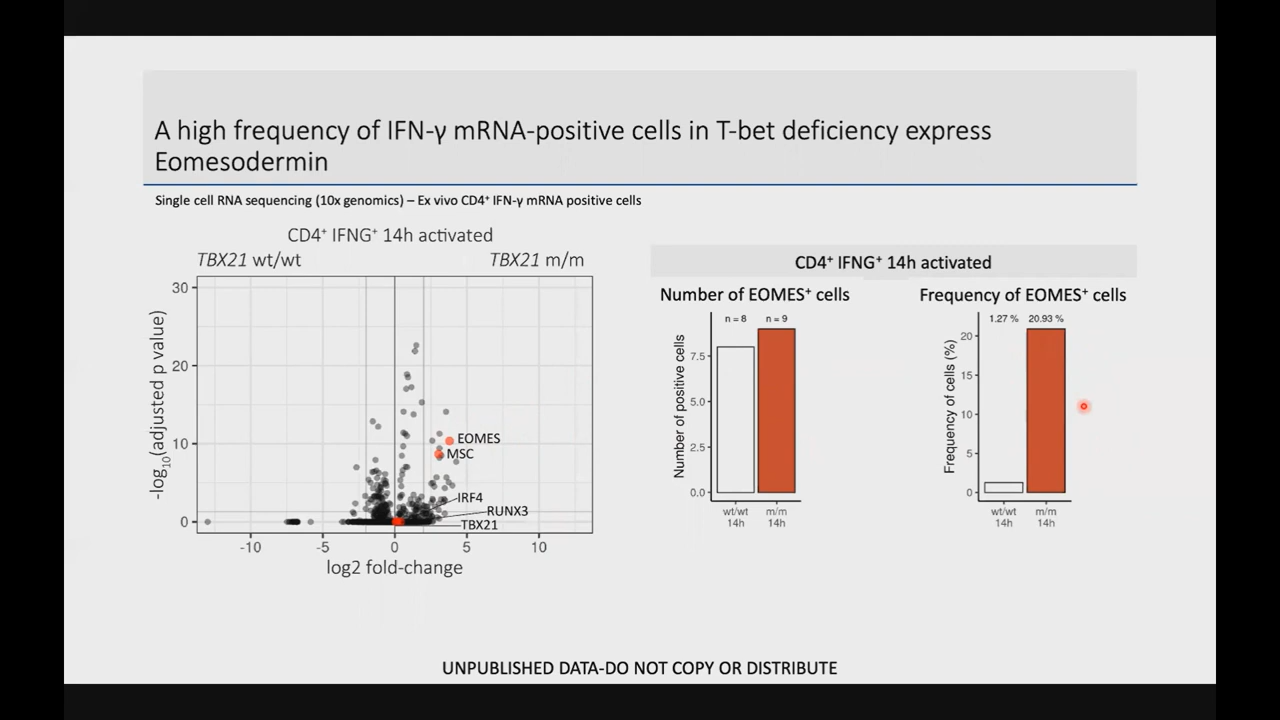 A high frequency of IFN-γ mRNA-positive cells in T-bet deficiency express
Eomesodermin
Single cell RNA sequencing (10x genomics) – Ex vivo CD4⁺ IFN-γ mRNA positive cells
CD4⁺ IFNG⁺ 14h activated
TBX21 wt/wt
TBX21 m/m
-log₁₀(adjusted p value)
30
20
10
0
EOMES
MSC
IRF4
RUNX3
TBX21
-10
-5
0
5
10
log2 fold-change
CD4⁺ IFNG⁺ 14h activated
Number of EOMES⁺ cells
n = 8
n = 9
Number of positive cells
7.5
5.0
2.5
0.0
wt/wt
14h
m/m
14h
Frequency of EOMES⁺ cells
1.27 %
20.93 %
Frequency of cells (%)
20
15
10
5
0
wt/wt
14h
m/m
14h
UNPUBLISHED DATA-DO NOT COPY OR DISTRIBUTE